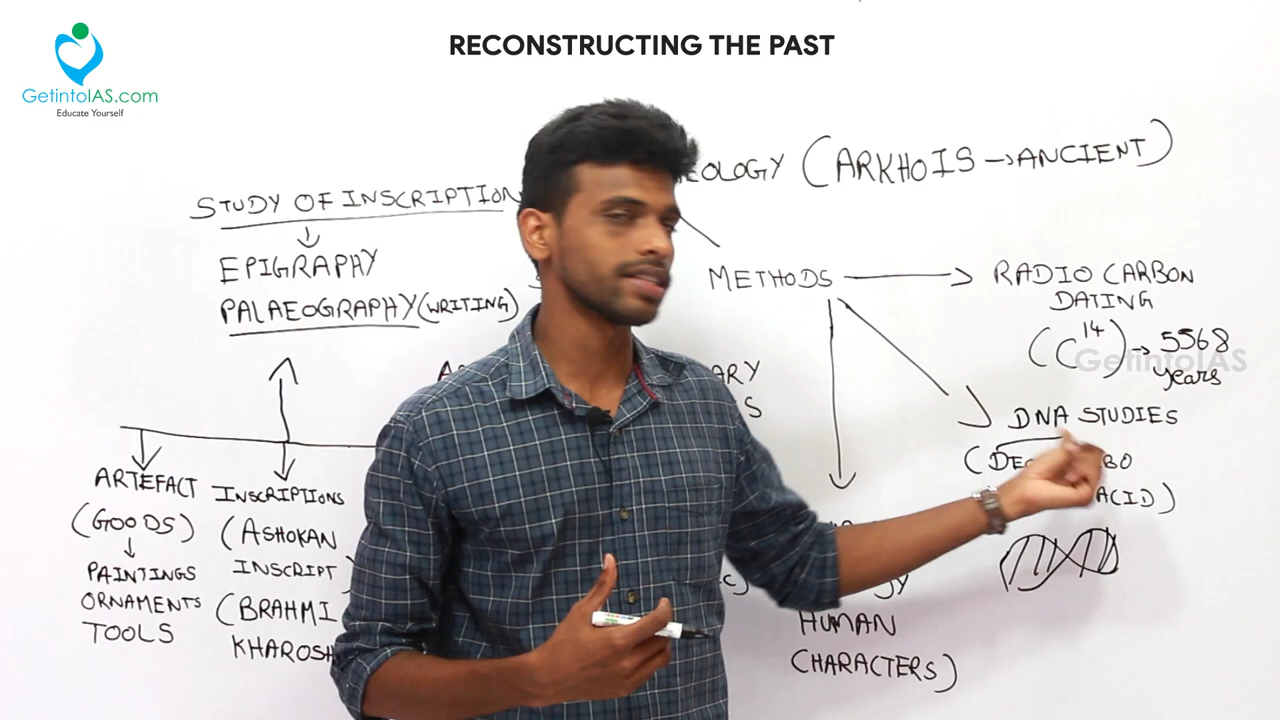 RECONSTRUCTING THE PAST
GetintoIAS.com
Educate Yourself
(ARKHOIS → ANCIENT)
STUDY OF INSCRIPTION
EPIGRAPHY
PALAEOGRAPHY (WRITING)
METHODS → RADIO CARBON
DATING
(C14) → 5568
years
GetintoIAS
DNA STUDIES
ACID)
ARTEFACT
(GOODS)
↓
PAINTINGS
ORNAMENTS
TOOLS
INSCRIPTIONS
(ASHOKAN
INSCRIPT
(BRAHMI
KHAROSH
HUMAN
CHARACTERS)